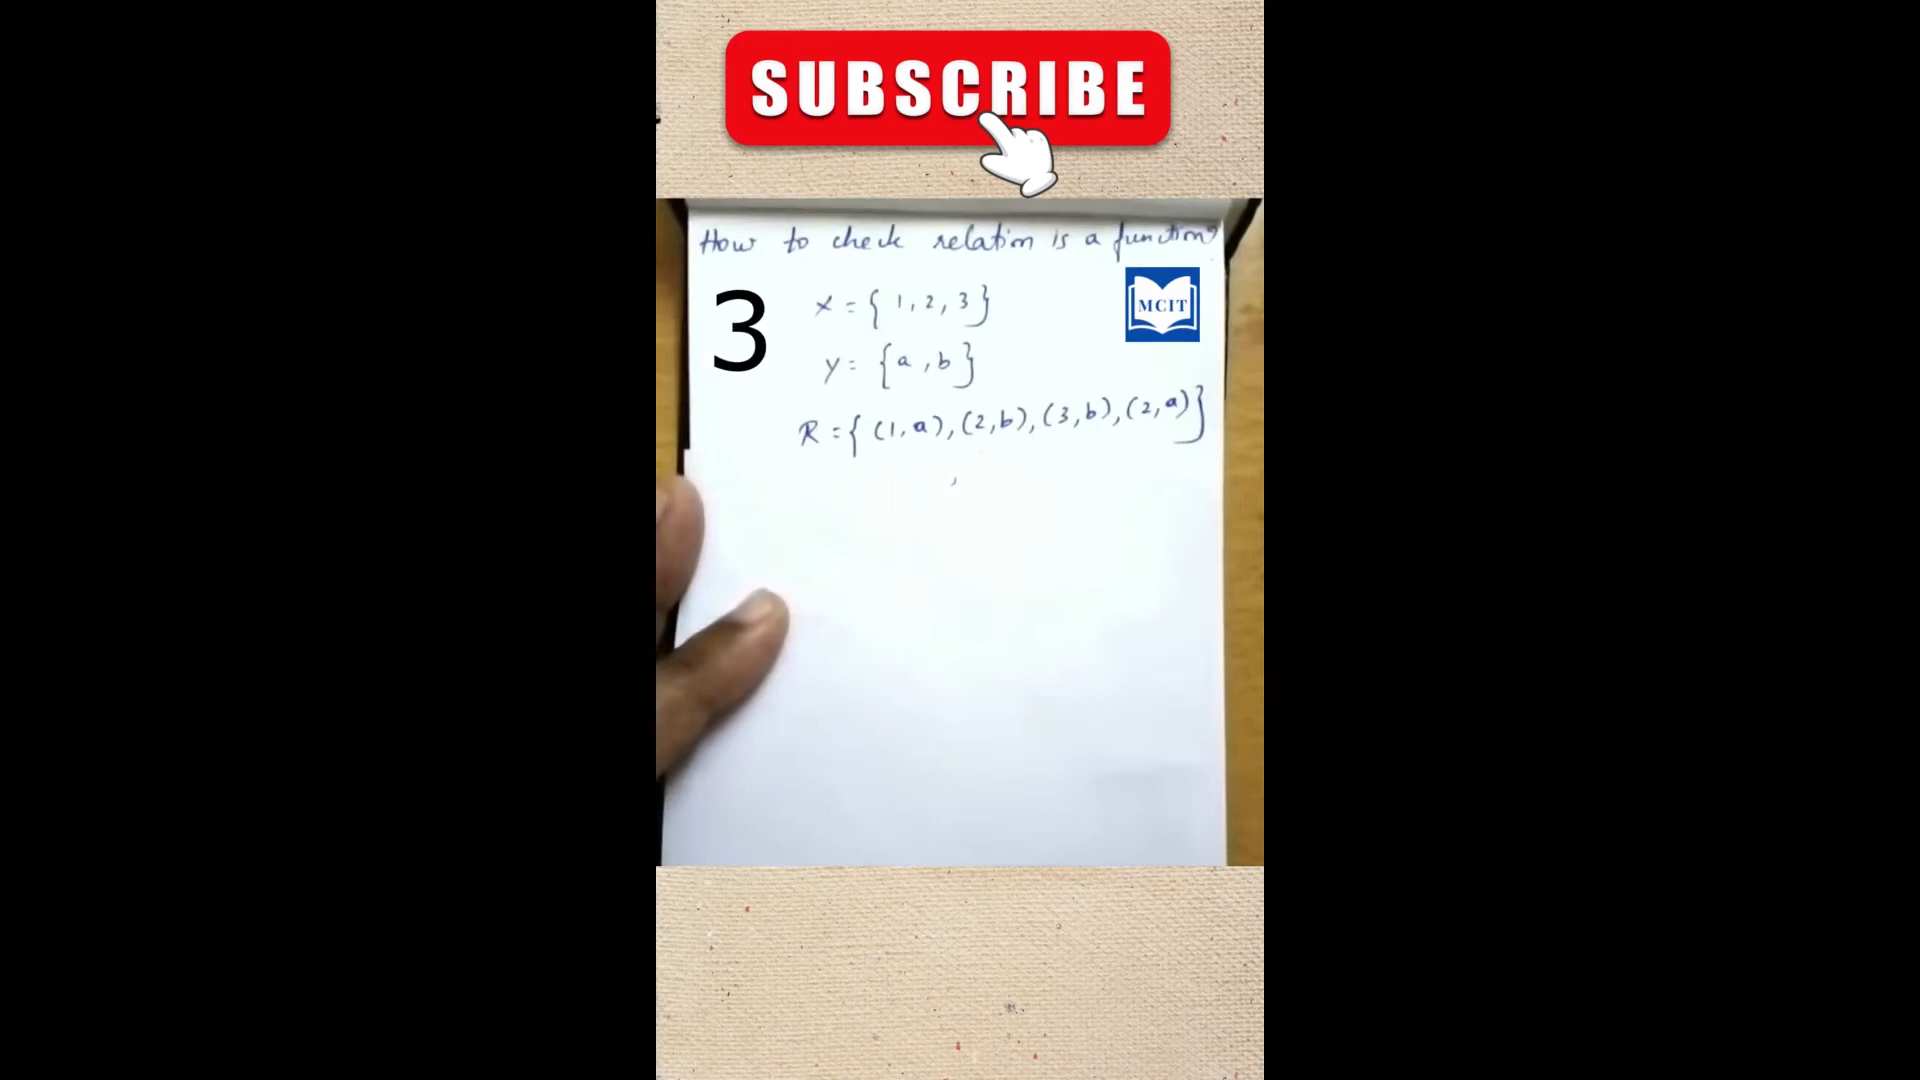 SUBSCRIBE
How to check relation is a function?
3
X = { 1, 2, 3 }
MCIT
Y = { a, b }
R = { (1, a), (2, b), (3, b), (2, a) }